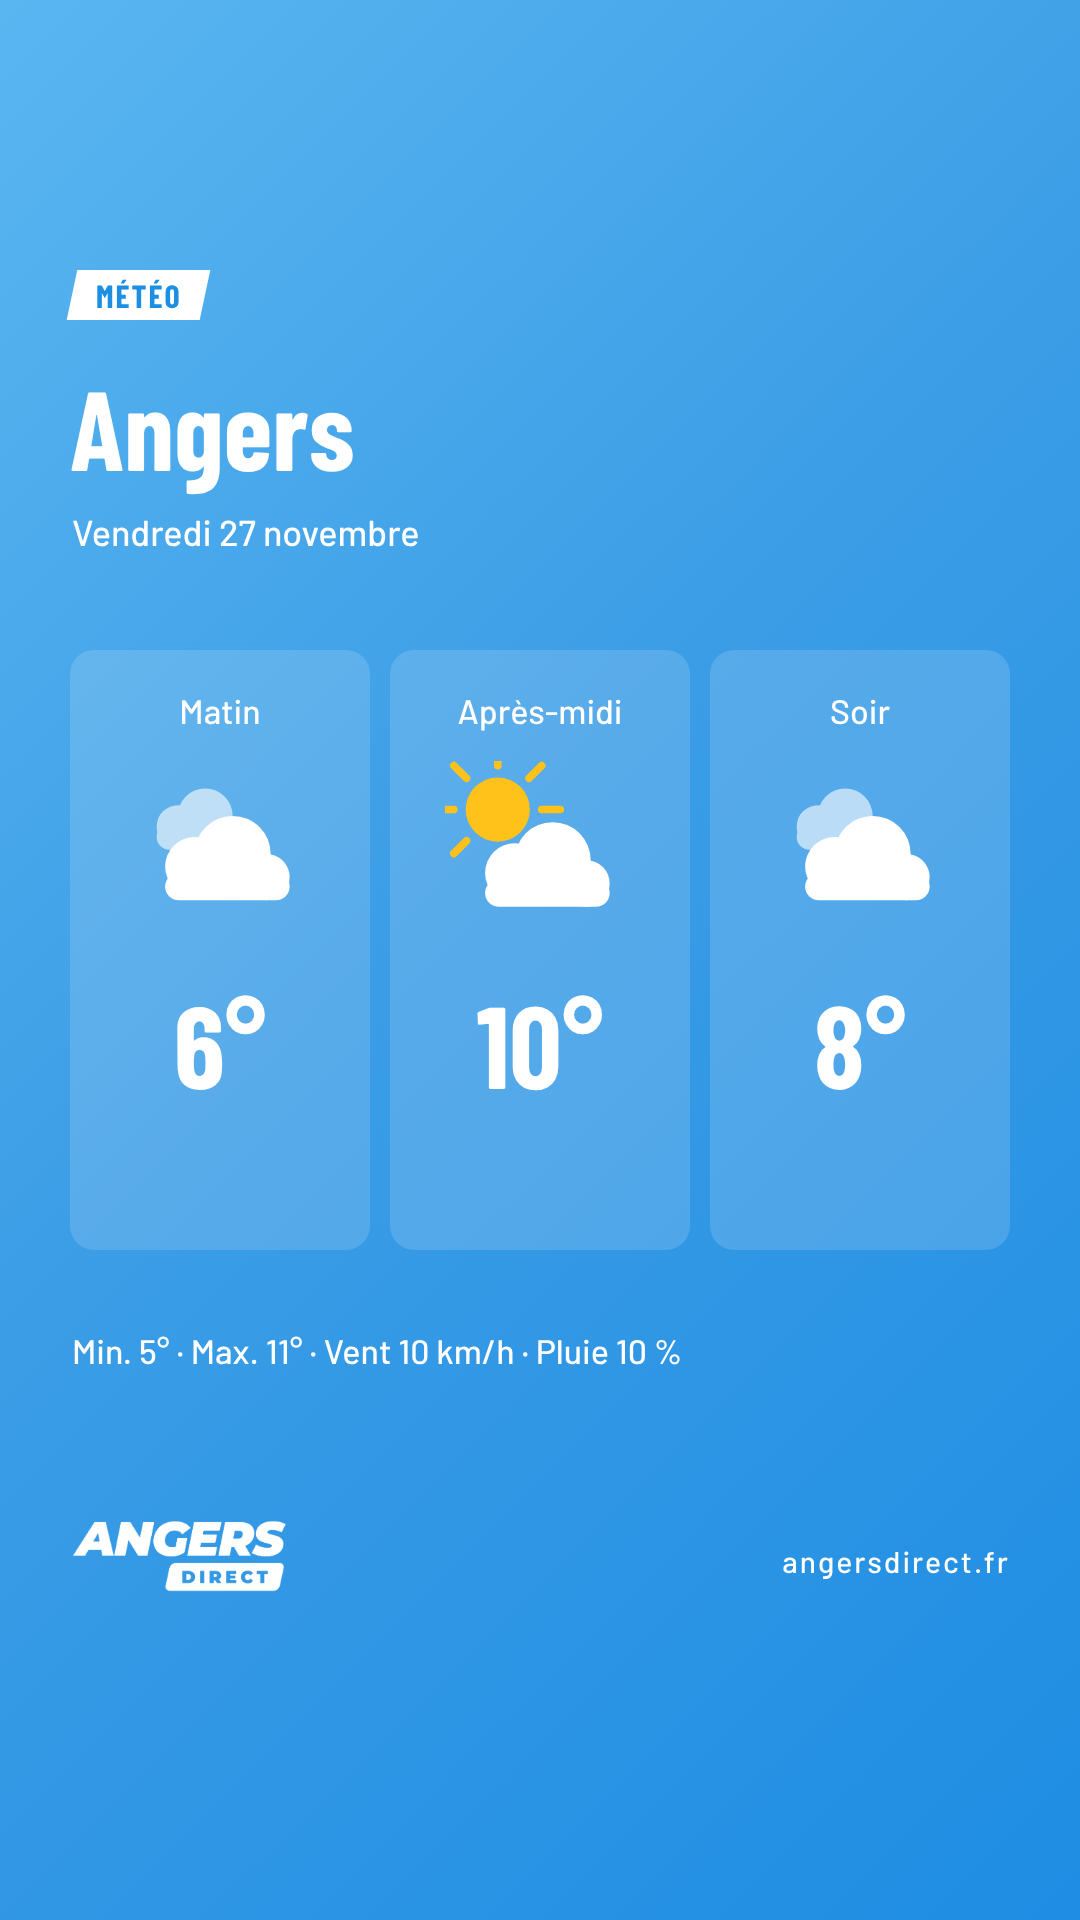 MÉTÉO
Angers
Vendredi 27 novembre
Matin
Après-midi
Soir
6°
10°
8°
Min. 5° · Max. 11° · Vent 10 km/h · Pluie 10 %
ANGERS
DIRECT
angersdirect.fr